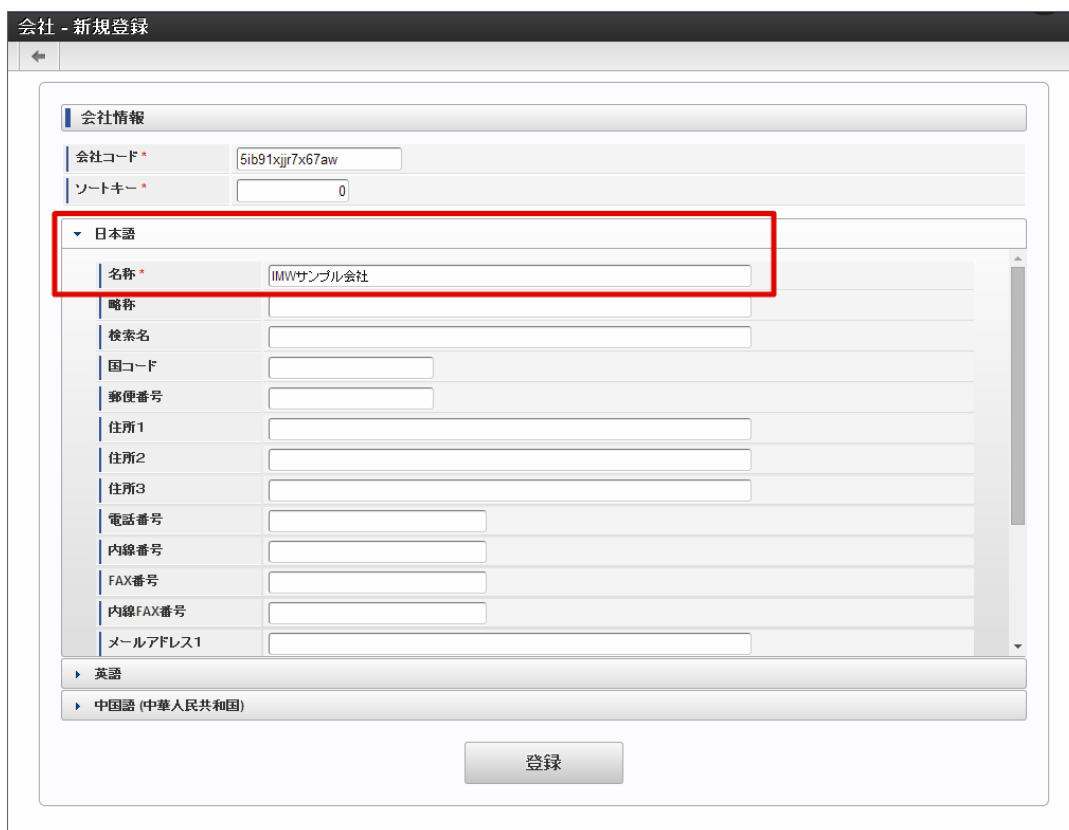 会社 - 新規登録
会社情報
会社コード * 5ib91xjjr7x67aw
ソートキー * 0
日本語
名称 * IMWサンプル会社
略称
検索名
国コード
郵便番号
住所1
住所2
住所3
電話番号
内線番号
FAX番号
内線FAX番号
メールアドレス1
英語
中国語 (中華人民共和国)
登録